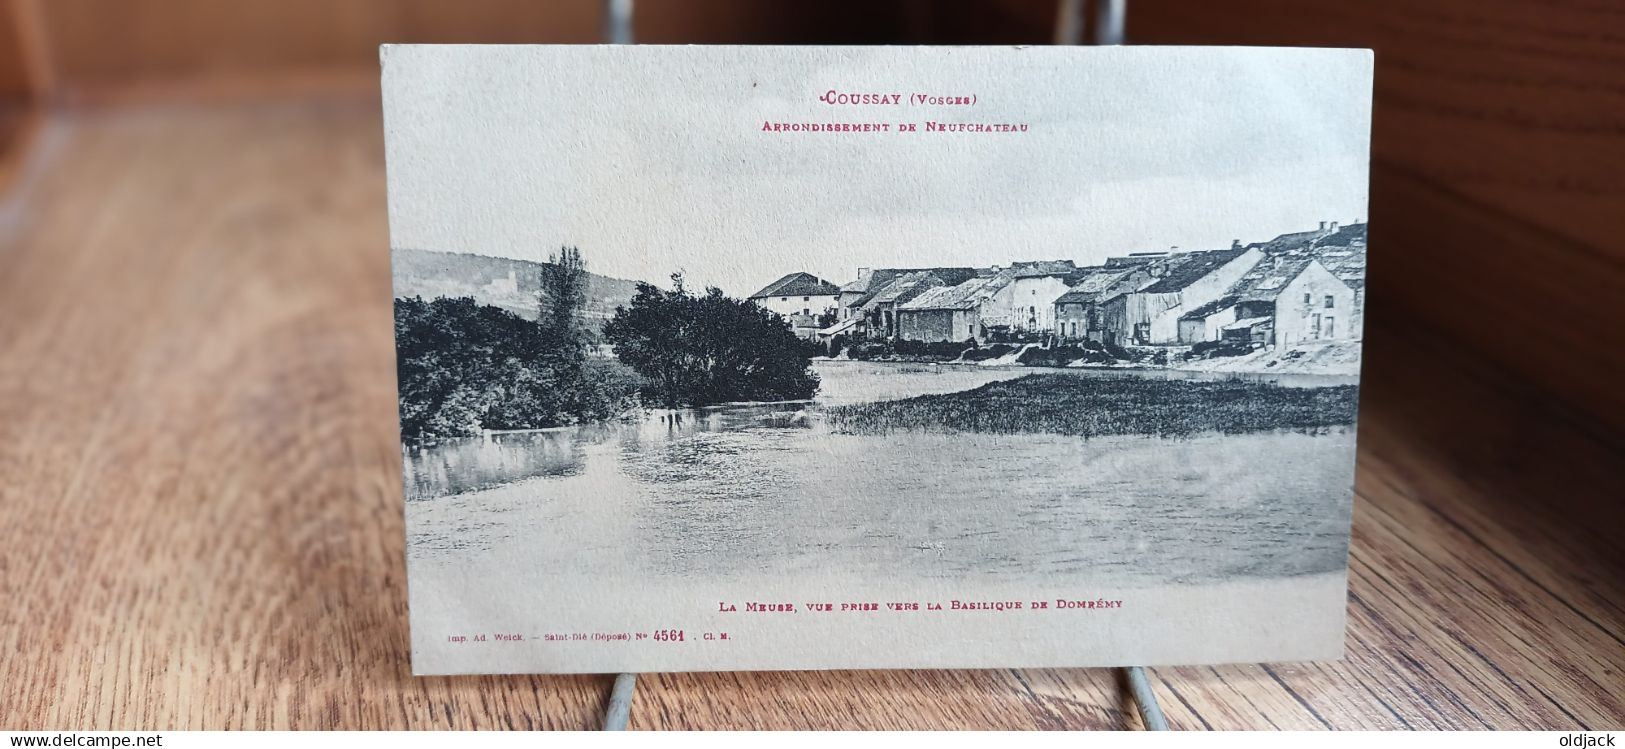 COUSSAY (VOSGES)
ARRONDISSEMENT DE NEUFCHATEAU
LA MEUSE, VUE PRISE VERS LA BASILIQUE DE DOMRÉMY
Imp. Ad. Weick. — Saint-Dié (Déposé) No 4561 . Cl. M.
www.delcampe.net
oldjack